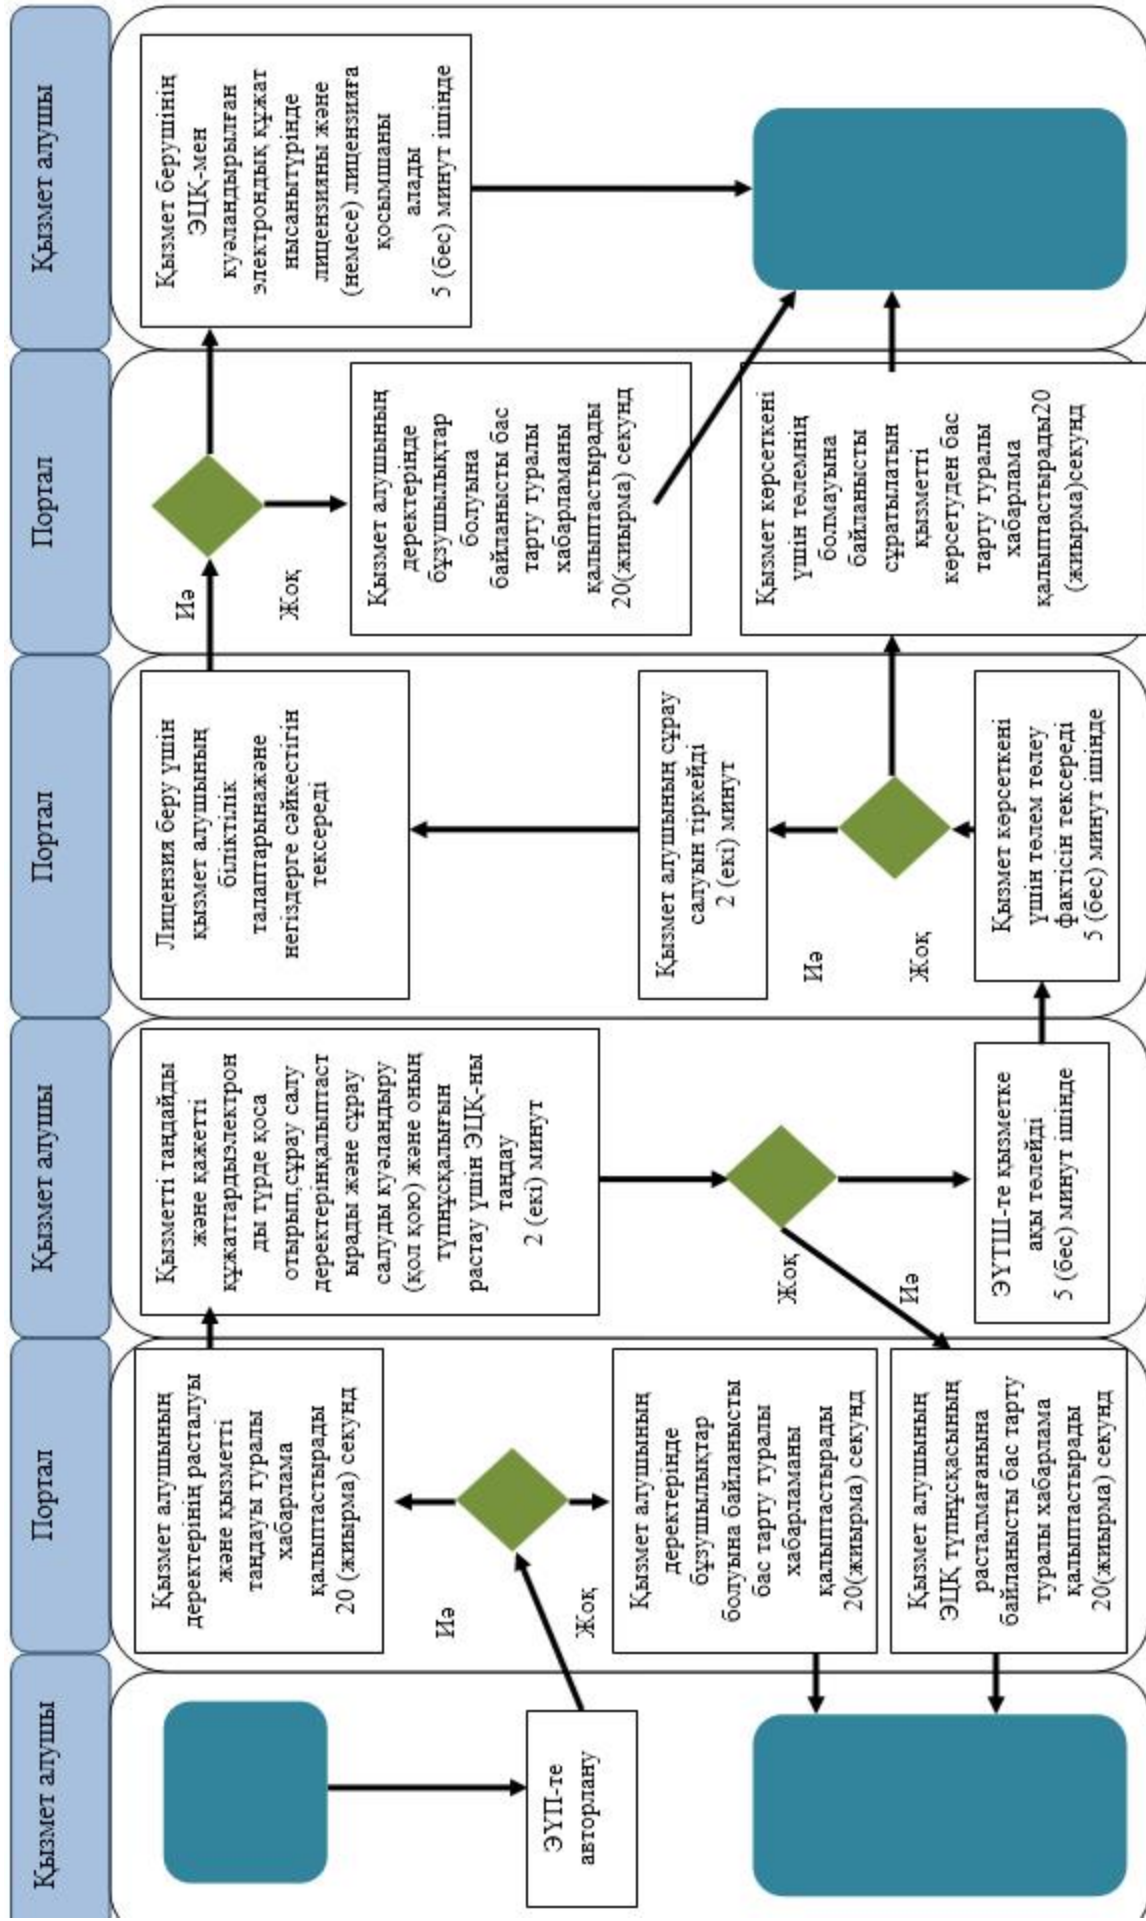 Қызмет алушы
Портал
Қызмет алушы
Портал
Портал
Қызмет алушы
ЭҮП-те
авторлану
Қызмет алушының
деректерінің расталуы
және қызметті
таңдауы туралы
хабарлама
қалыптастырады
20 (жиырма) секунд
Иә
Жоқ
Қызмет алушының
деректерінде
бұзушылықтар
болуына байланысты
бас тарту туралы
хабарламаны
қалыптастырады
20(жиырма) секунд
Қызмет алушының
ЭЦҚ түпнұсқасының
расталмағанына
байланысты бас тарту
туралы хабарлама
қалыптастырады
20(жиырма) секунд
Қызметті таңдайды
және қажетті
құжаттардыэлектрон
ды түрде қоса
отырып,сұрау салу
деректерінқалыптаст
ырады және сұрау
салуды куәландыру
(қол қою) және оның
түпнұсқалығын
растау үшін ЭЦҚ-ны
таңдау
2 (екі) минут
Жоқ
Иә
ЭҮТШ-те қызметке
ақы төлейді
5 (бес) минут ішінде
Лицензия беру үшін
қызмет алушының
біліктілік
талаптарынажәне
негіздерге сәйкестігін
тексереді
Қызмет алушының сұрау
салуын тіркейді
2 (екі) минут
Иә
Жоқ
Қызмет көрсеткені
үшін төлем төлеу
фактісін тексереді
5 (бес) минут ішінде
Иә
Жоқ
Қызмет алушының
деректерінде
бұзушылықтар
болуына
байланысты бас
тарту туралы
хабарламаны
қалыптастырады
20(жиырма) секунд
Қызмет көрсеткені
үшін төлемнің
болмауына
байланысты
сұратылатын
қызметті
көрсетуден бас
тарту туралы
хабарлама
қалыптастырады20
(жиырма)секунд
Қызмет берушінің
ЭЦҚ-мен
куәландырылған
электрондық құжат
нысанытүрінде
лицензияны және
(немесе) лицензияға
қосымшаны
алады
5 (бес) минут ішінде